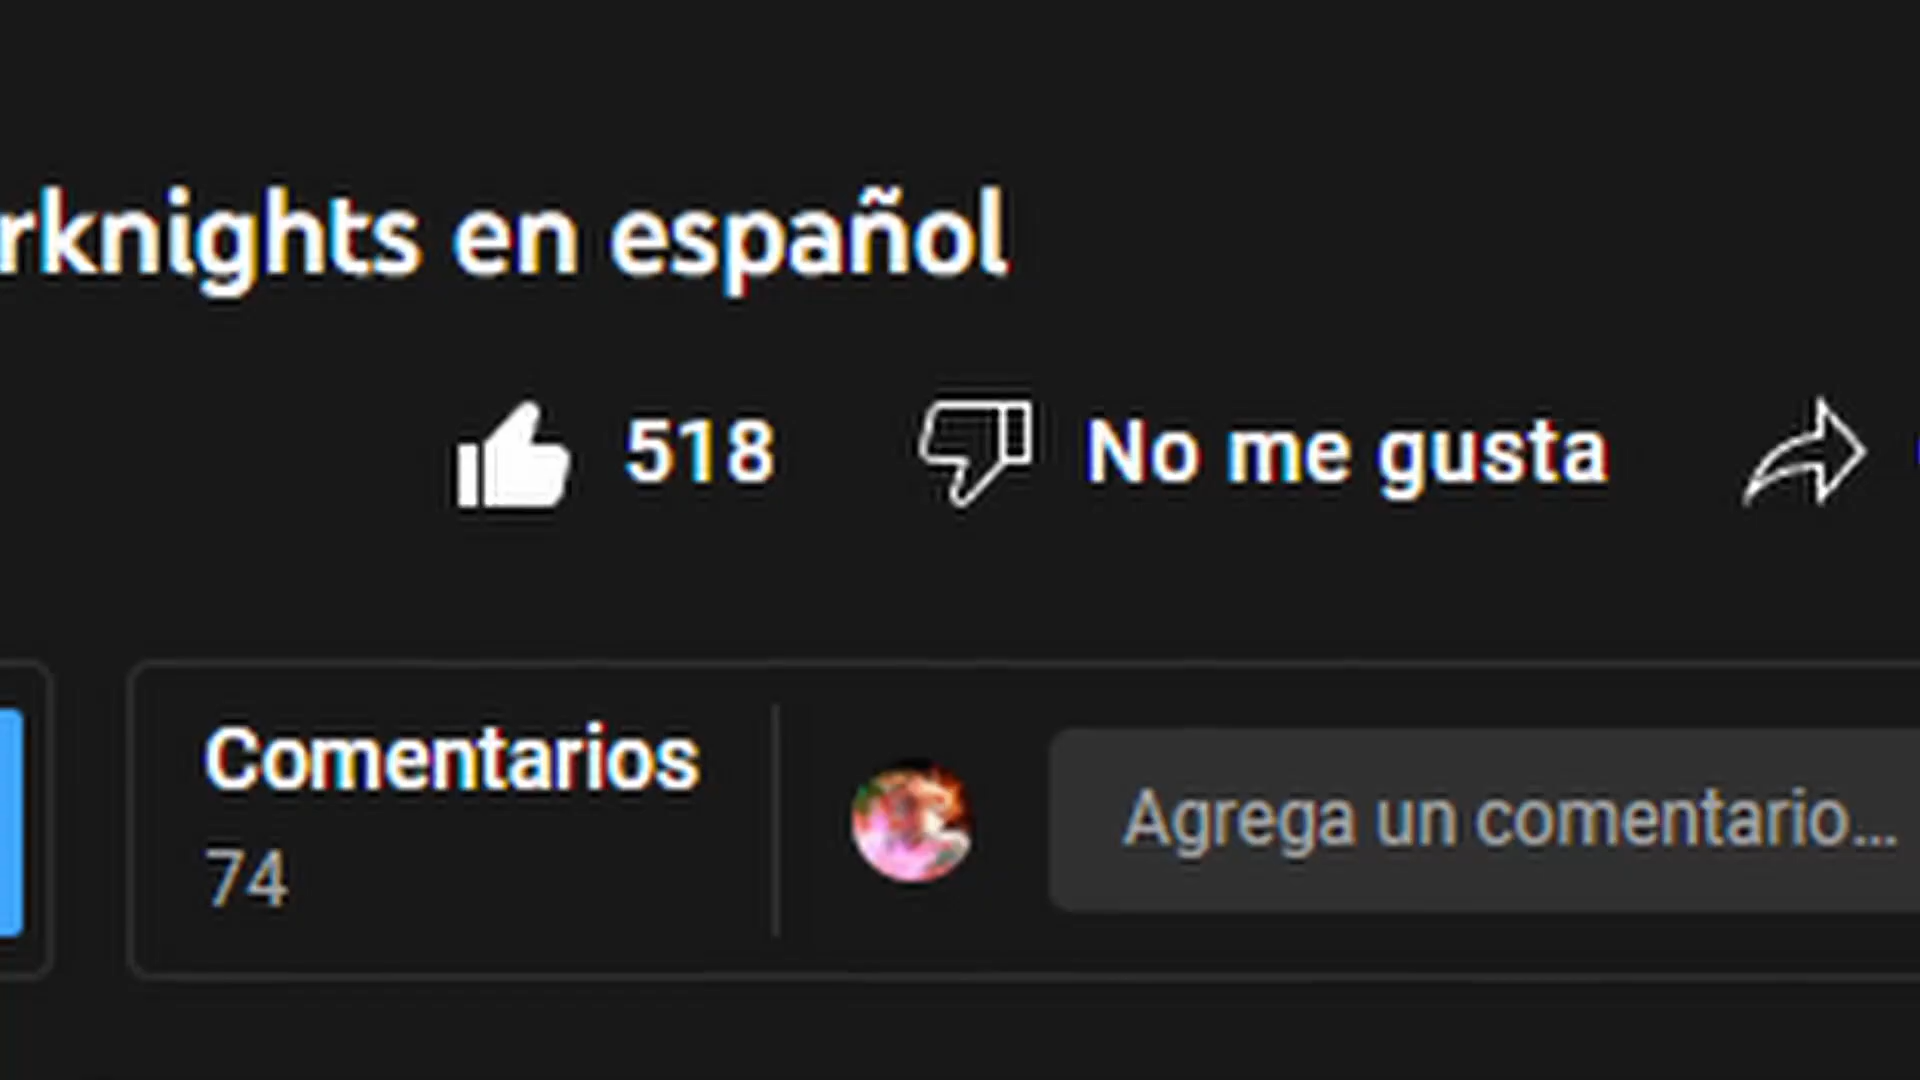 rknights en español
518 No me gusta
Comentarios
74
Agrega un comentario...